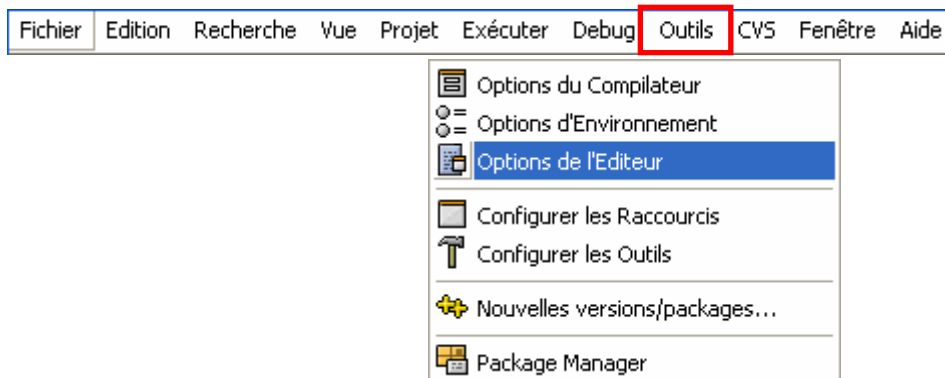 Fichier Edition Recherche Vue Projet Exécuter Debug Outils CVS Fenêtre Aide
Options du Compilateur
Options d'Environnement
Options de l'Editeur
Configurer les Raccourcis
Configurer les Outils
Nouvelles versions/packages...
Package Manager